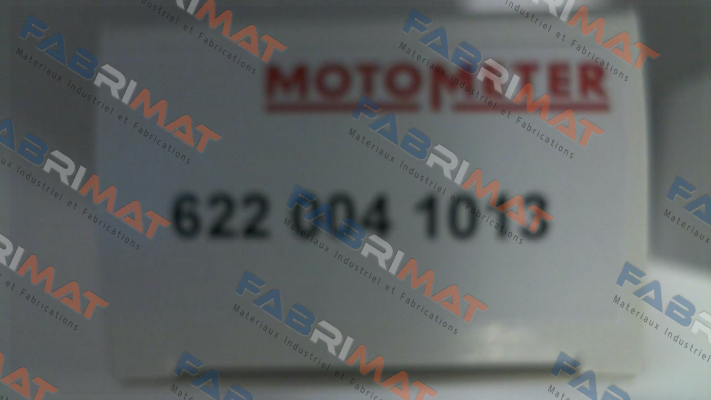 MOTOMETER
622 004 1013
FABRIMAT
Materiaux Industriel et Fabrications